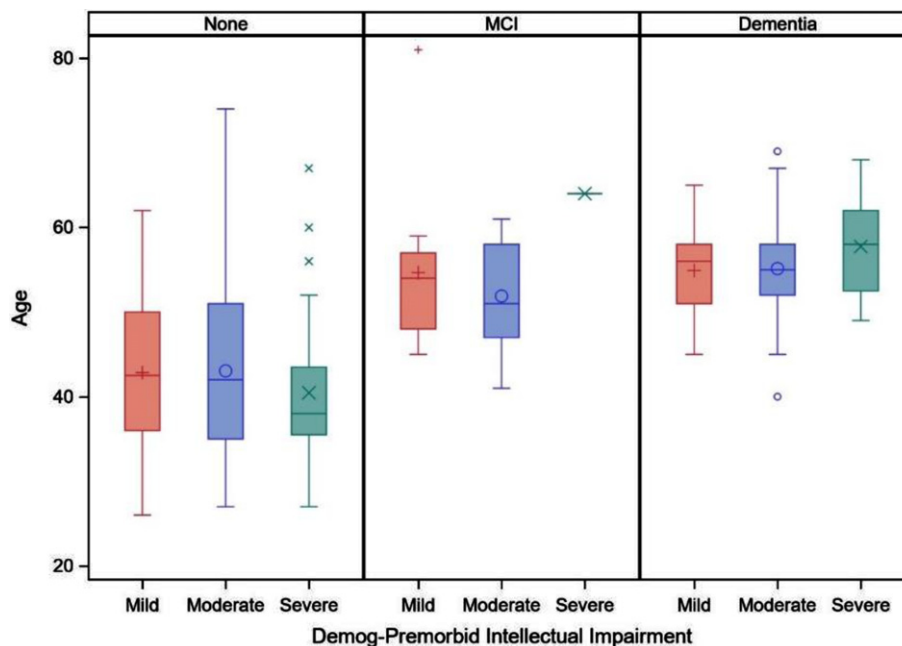 None MCI Dementia
80
60
40
20
Age
Mild Moderate Severe Mild Moderate Severe Mild Moderate Severe
Demog-Premorbid Intellectual Impairment